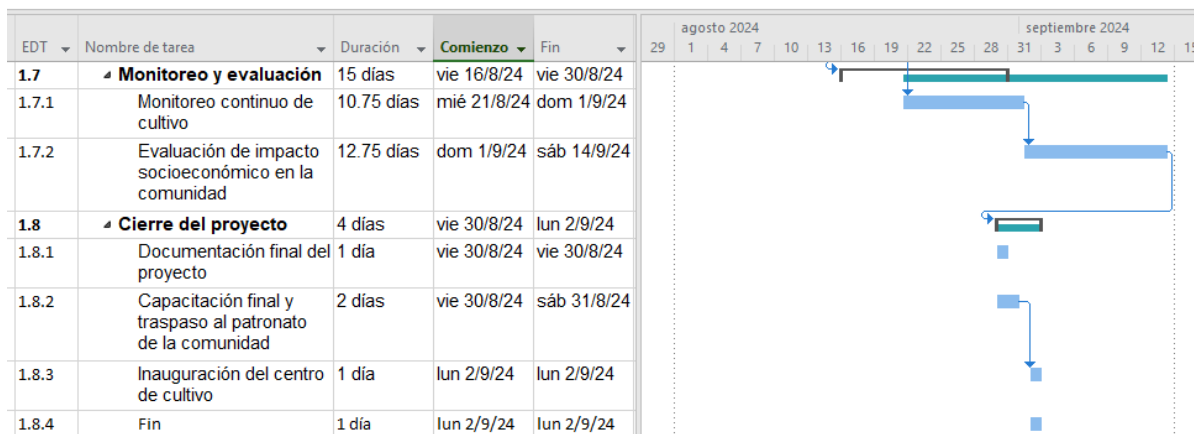 agosto 2024 septiembre 2024
EDT Nombre de tarea Duración Comienzo Fin 29 1 4 7 10 13 16 19 22 25 28 31 3 6 9 12 15
1.7 Monitoreo y evaluación 15 días vie 16/8/24 vie 30/8/24
1.7.1 Monitoreo continuo de 10.75 días mié 21/8/24 dom 1/9/24
cultivo
1.7.2 Evaluación de impacto 12.75 días dom 1/9/24 sáb 14/9/24
socioeconómico en la
comunidad
1.8 Cierre del proyecto 4 días vie 30/8/24 lun 2/9/24
1.8.1 Documentación final del 1 día vie 30/8/24 vie 30/8/24
proyecto
1.8.2 Capacitación final y 2 días vie 30/8/24 sáb 31/8/24
traspaso al patronato
de la comunidad
1.8.3 Inauguración del centro 1 día lun 2/9/24 lun 2/9/24
de cultivo
1.8.4 Fin 1 día lun 2/9/24 lun 2/9/24